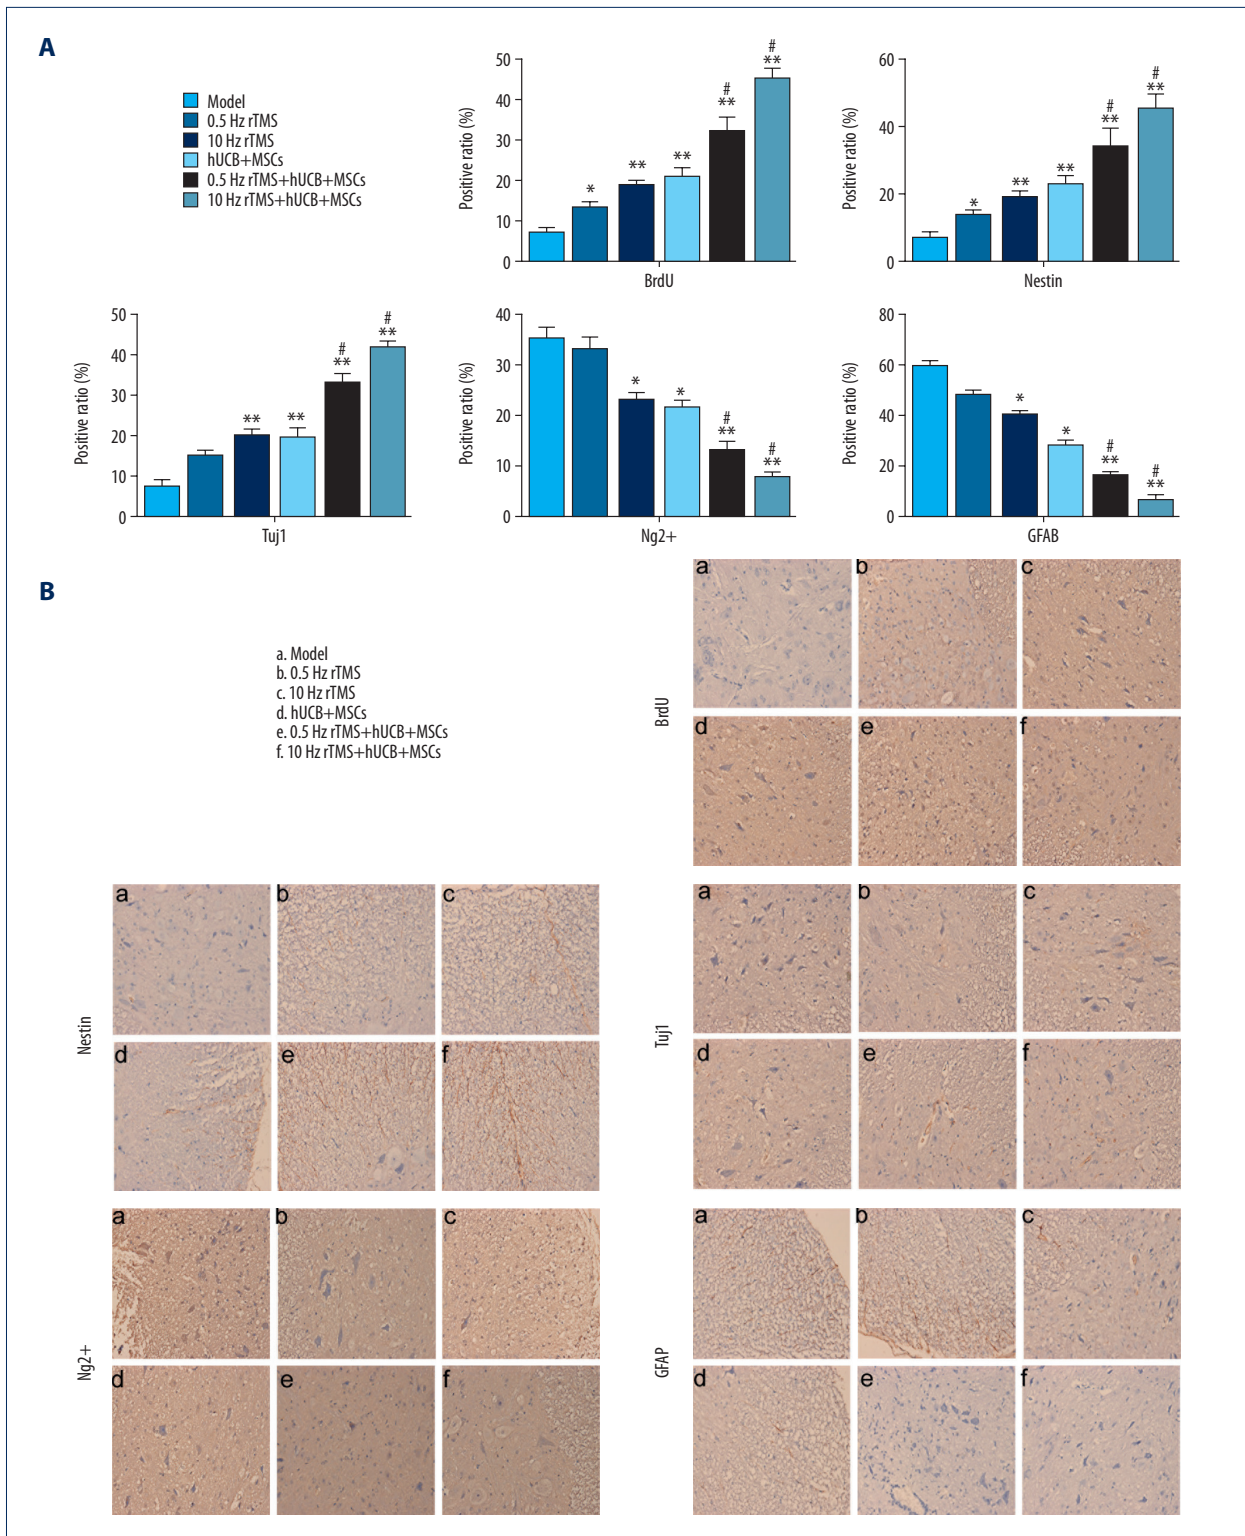 A
Model
0.5 Hz rTMS
10 Hz rTMS
hUCB+MSCs
0.5 Hz rTMS+hUCB+MSCs
10 Hz rTMS+hUCB+MSCs
Positive ratio (%)
50
40
30
20
10
0
*
**
**
#
**
#
**
BrdU
Positive ratio (%)
60
40
20
0
*
**
**
#
**
#
**
Nestin
Positive ratio (%)
50
40
30
20
10
0
**
**
#
**
#
**
Tuj1
Positive ratio (%)
40
30
20
10
0
*
*
#
**
#
**
Ng2+
Positive ratio (%)
80
60
40
20
0
*
*
#
**
#
**
GFAB
B
a. Model
b. 0.5 Hz rTMS
c. 10 Hz rTMS
d. hUCB+MSCs
e. 0.5 Hz rTMS+hUCB+MSCs
f. 10 Hz rTMS+hUCB+MSCs
BrdU
a b c
d e f
Nestin
a b c
d e f
Tuj1
a b c
d e f
Ng2+
a b c
d e f
GFAP
a b c
d e f